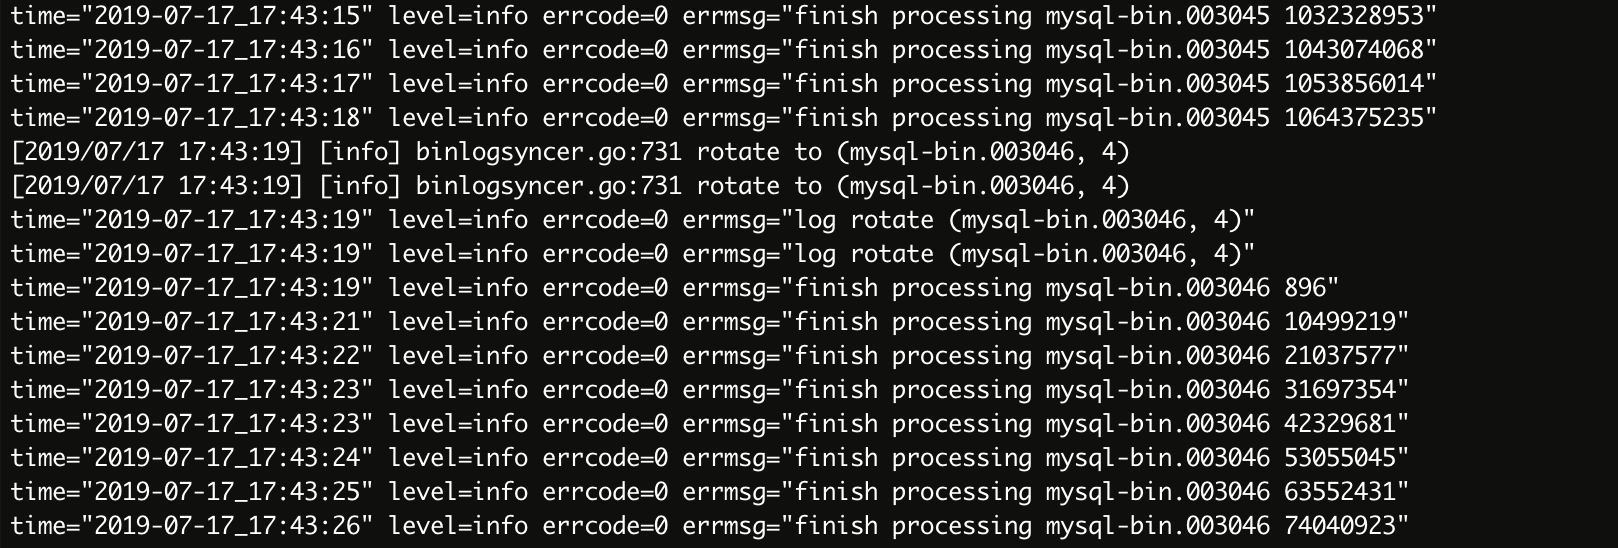 time="2019-07-17_17:43:15" level=info errcode=0 errmsg="finish processing mysql-bin.003045 1032328953"
time="2019-07-17_17:43:16" level=info errcode=0 errmsg="finish processing mysql-bin.003045 1043074068"
time="2019-07-17_17:43:17" level=info errcode=0 errmsg="finish processing mysql-bin.003045 1053856014"
time="2019-07-17_17:43:18" level=info errcode=0 errmsg="finish processing mysql-bin.003045 1064375235"
[2019/07/17 17:43:19] [info] binlogsyncer.go:731 rotate to (mysql-bin.003046, 4)
[2019/07/17 17:43:19] [info] binlogsyncer.go:731 rotate to (mysql-bin.003046, 4)
time="2019-07-17_17:43:19" level=info errcode=0 errmsg="log rotate (mysql-bin.003046, 4)"
time="2019-07-17_17:43:19" level=info errcode=0 errmsg="log rotate (mysql-bin.003046, 4)"
time="2019-07-17_17:43:19" level=info errcode=0 errmsg="finish processing mysql-bin.003046 896"
time="2019-07-17_17:43:21" level=info errcode=0 errmsg="finish processing mysql-bin.003046 10499219"
time="2019-07-17_17:43:22" level=info errcode=0 errmsg="finish processing mysql-bin.003046 21037577"
time="2019-07-17_17:43:23" level=info errcode=0 errmsg="finish processing mysql-bin.003046 31697354"
time="2019-07-17_17:43:23" level=info errcode=0 errmsg="finish processing mysql-bin.003046 42329681"
time="2019-07-17_17:43:24" level=info errcode=0 errmsg="finish processing mysql-bin.003046 53055045"
time="2019-07-17_17:43:25" level=info errcode=0 errmsg="finish processing mysql-bin.003046 63552431"
time="2019-07-17_17:43:26" level=info errcode=0 errmsg="finish processing mysql-bin.003046 74040923"